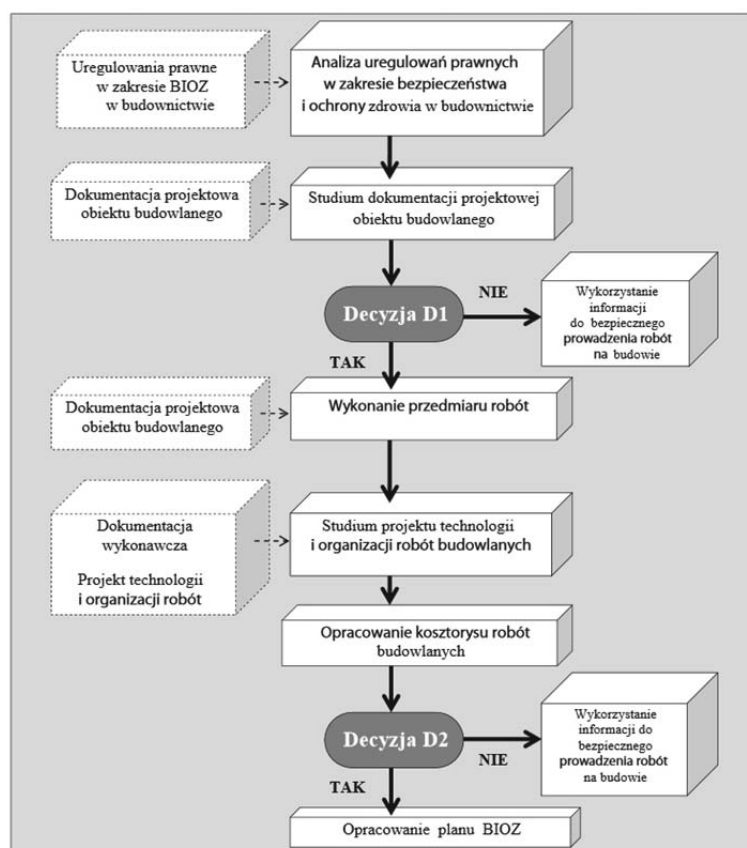 Uregulowania prawne
w zakresie BIOZ
w budownictwie
Analiza uregulowań prawnych
w zakresie bezpieczeństwa
i ochrony zdrowia w budownictwie
Dokumentacja projektowa
obiektu budowlanego
Studium dokumentacji projektowej
obiektu budowlanego
Decyzja D1
NIE
Wykorzystanie
informacji
do bezpiecznego
prowadzenia robót
na budowie
TAK
Dokumentacja projektowa
obiektu budowlanego
Wykonanie przedmiaru robót
Dokumentacja
wykonawcza
Projekt technologii
i organizacji robót
Studium projektu technologii
i organizacji robót budowlanych
Opracowanie kosztorysu robót
budowlanych
Decyzja D2
NIE
Wykorzystanie
informacji do
bezpiecznego
prowadzenia robót
na budowie
TAK
Opracowanie planu BIOZ